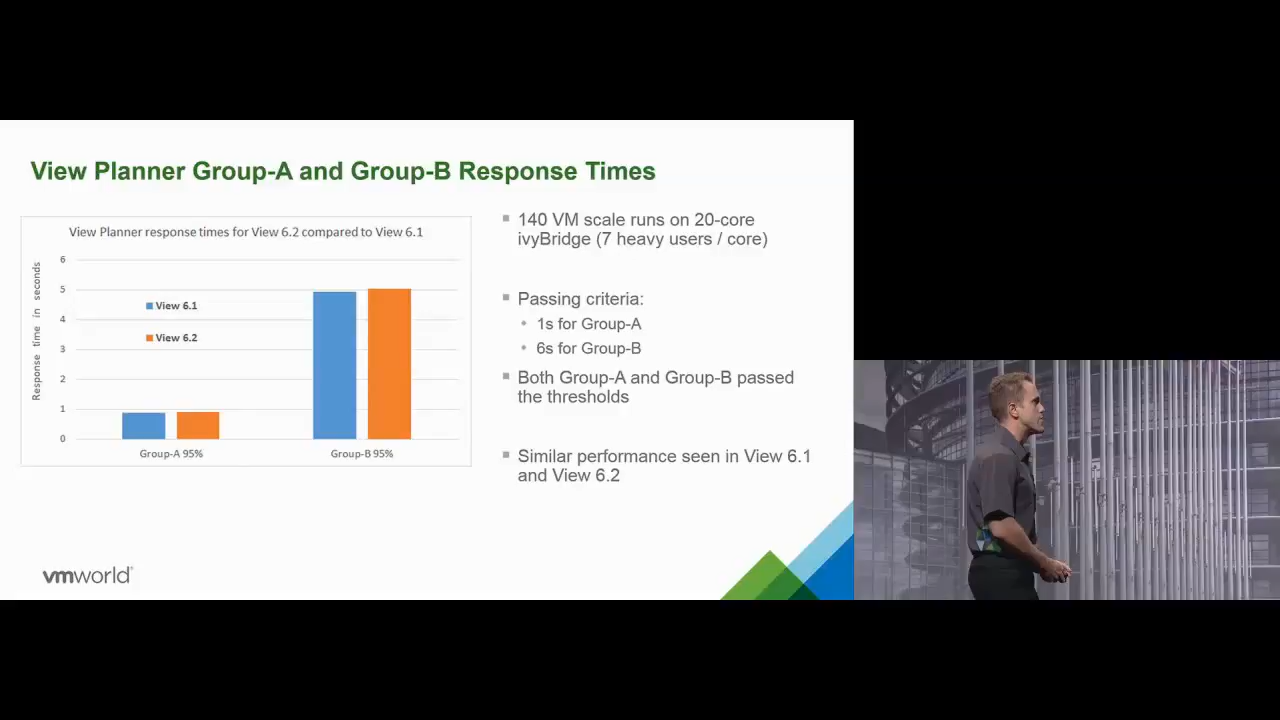 View Planner Group-A and Group-B Response Times
View Planner response times for View 6.2 compared to View 6.1
Response time in seconds
6
5
4
3
2
1
0
View 6.1
View 6.2
Group-A 95%
Group-B 95%
140 VM scale runs on 20-core
ivyBridge (7 heavy users / core)
Passing criteria:
1s for Group-A
6s for Group-B
Both Group-A and Group-B passed
the thresholds
Similar performance seen in View 6.1
and View 6.2
vmworld®